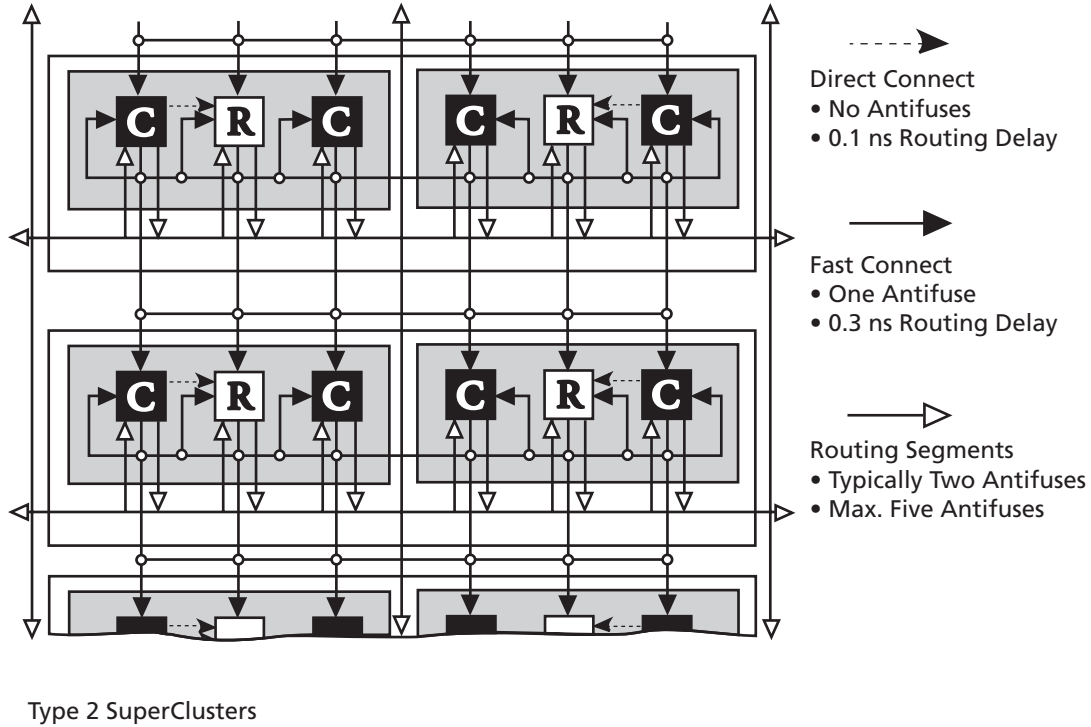 Direct Connect
• No Antifuses
• 0.1 ns Routing Delay
C R C C R C
Fast Connect
• One Antifuse
• 0.3 ns Routing Delay
C R C C R C
Routing Segments
• Typically Two Antifuses
• Max. Five Antifuses
Type 2 SuperClusters